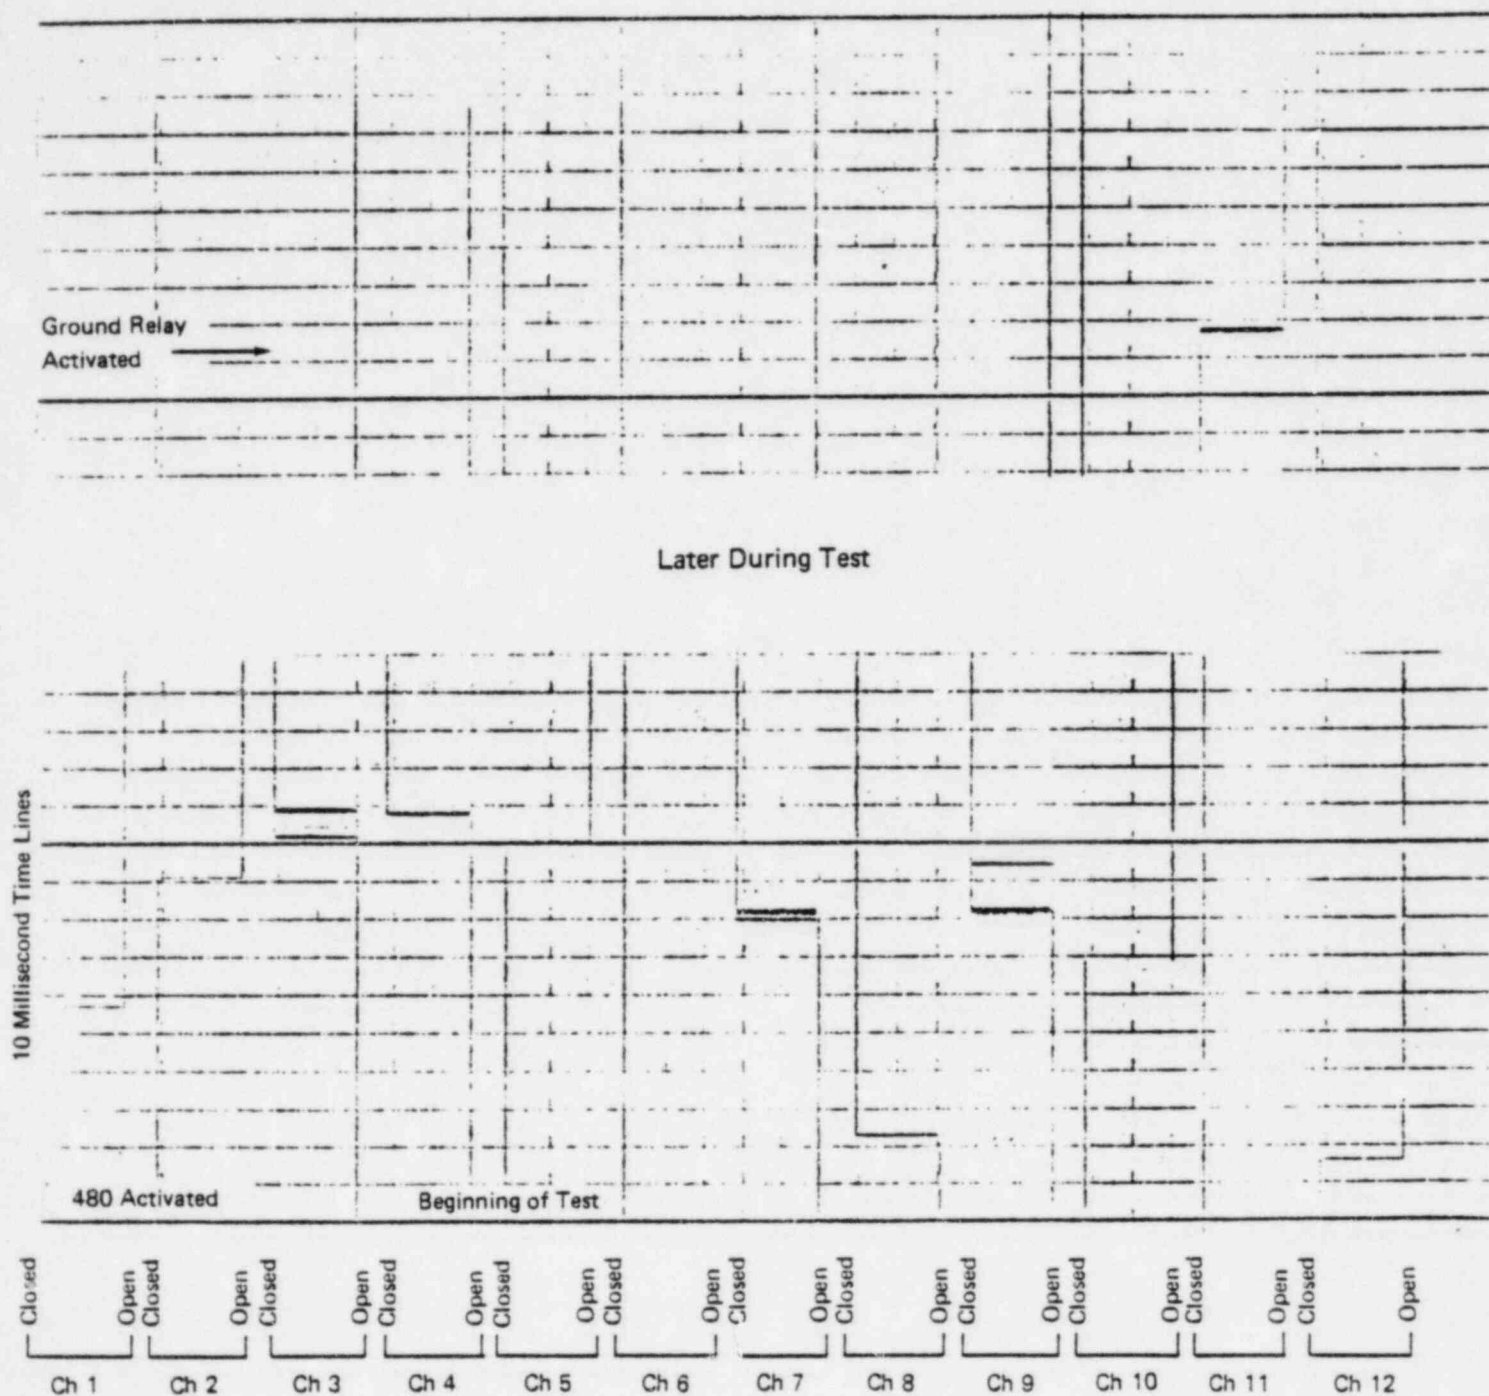 Ground Relay
Activated
Later During Test
10 Millisecond Time Lines
480 Activated
Beginning of Test
Closed Open Closed Open Closed Open Closed Open Closed Open Closed Open Closed Open Closed Open Closed Open Closed Open Closed Open Closed Open
Ch 1 Ch 2 Ch 3 Ch 4 Ch 5 Ch 6 Ch 7 Ch 8 Ch 9 Ch 10 Ch 11 Ch 12